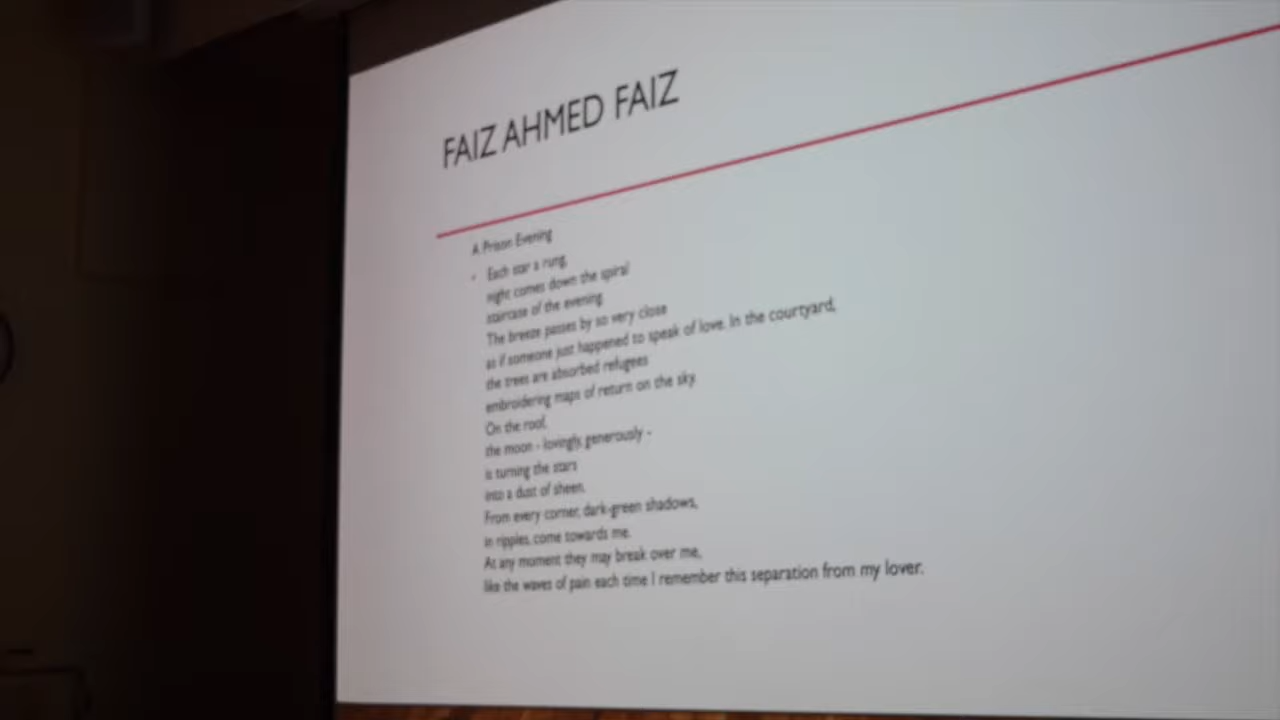 FAIZ AHMED FAIZ
A Prison Evening
• Each star a rung,
night comes down the spiral
staircase of the evening.
The breeze passes by so very close
as if someone just happened to speak of love. In the courtyard,
the trees are absorbed refugees
embroidering maps of return on the sky.
On the roof,
the moon - lovingly, generously -
is turning the stars
into a dust of sheen.
From every corner, dark-green shadows,
in ripples, come towards me.
At any moment they may break over me,
like the waves of pain each time I remember this separation from my lover.